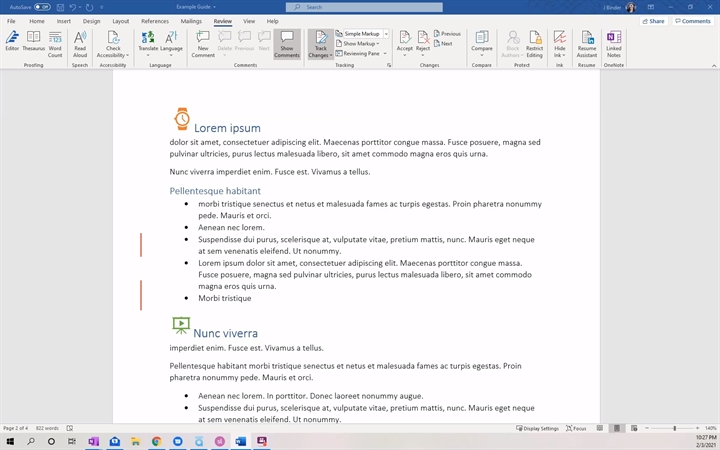 AutoSave Off Example Guide Search J Rinder
File Home Insert Design Layout References Mailings Review View Help Share Comments
Editor Thesaurus Word Count Read Aloud Check Accessibility Translate Language New Comment Delete Previous Next Show Comments Track Changes Simple Markup Show Markup Reviewing Pane Accept Reject Previous Next Compare Block Authors Restrict Editing Hide Ink Resume Assistant Linked Notes
Proofing Speech Accessibility Language Comments Tracking Changes Compare Protect Ink Resume OneNote
Lorem ipsum
dolor sit amet, consectetuer adipiscing elit. Maecenas porttitor congue massa. Fusce posuere, magna sed
pulvinar ultricies, purus lectus malesuada libero, sit amet commodo magna eros quis urna.
Nunc viverra imperdiet enim. Fusce est. Vivamus a tellus.
Pellentesque habitant
• morbi tristique senectus et netus et malesuada fames ac turpis egestas. Proin pharetra nonummy
pede. Mauris et orci.
• Aenean nec lorem.
• Suspendisse dui purus, scelerisque at, vulputate vitae, pretium mattis, nunc. Mauris eget neque
at sem venenatis eleifend. Ut nonummy.
• Lorem ipsum dolor sit amet, consectetuer adipiscing elit. Maecenas porttitor congue massa.
Fusce posuere, magna sed pulvinar ultricies, purus lectus malesuada libero, sit amet commodo
magna eros quis urna.
• Morbi tristique
Nunc viverra
imperdiet enim. Fusce est. Vivamus a tellus.
Pellentesque habitant morbi tristique senectus et netus et malesuada fames ac turpis egestas. Proin
pharetra nonummy pede. Mauris et orci.
• Aenean nec lorem. In porttitor. Donec laoreet nonummy augue.
• Suspendisse dui purus, scelerisque at, vulputate vitae, pretium mattis, nunc. Mauris eget neque
at sem venenatis eleifend. Ut nonummy.
Page 2 of 4 822 words Display Settings Focus 140%
10:27 PM
2/3/2021